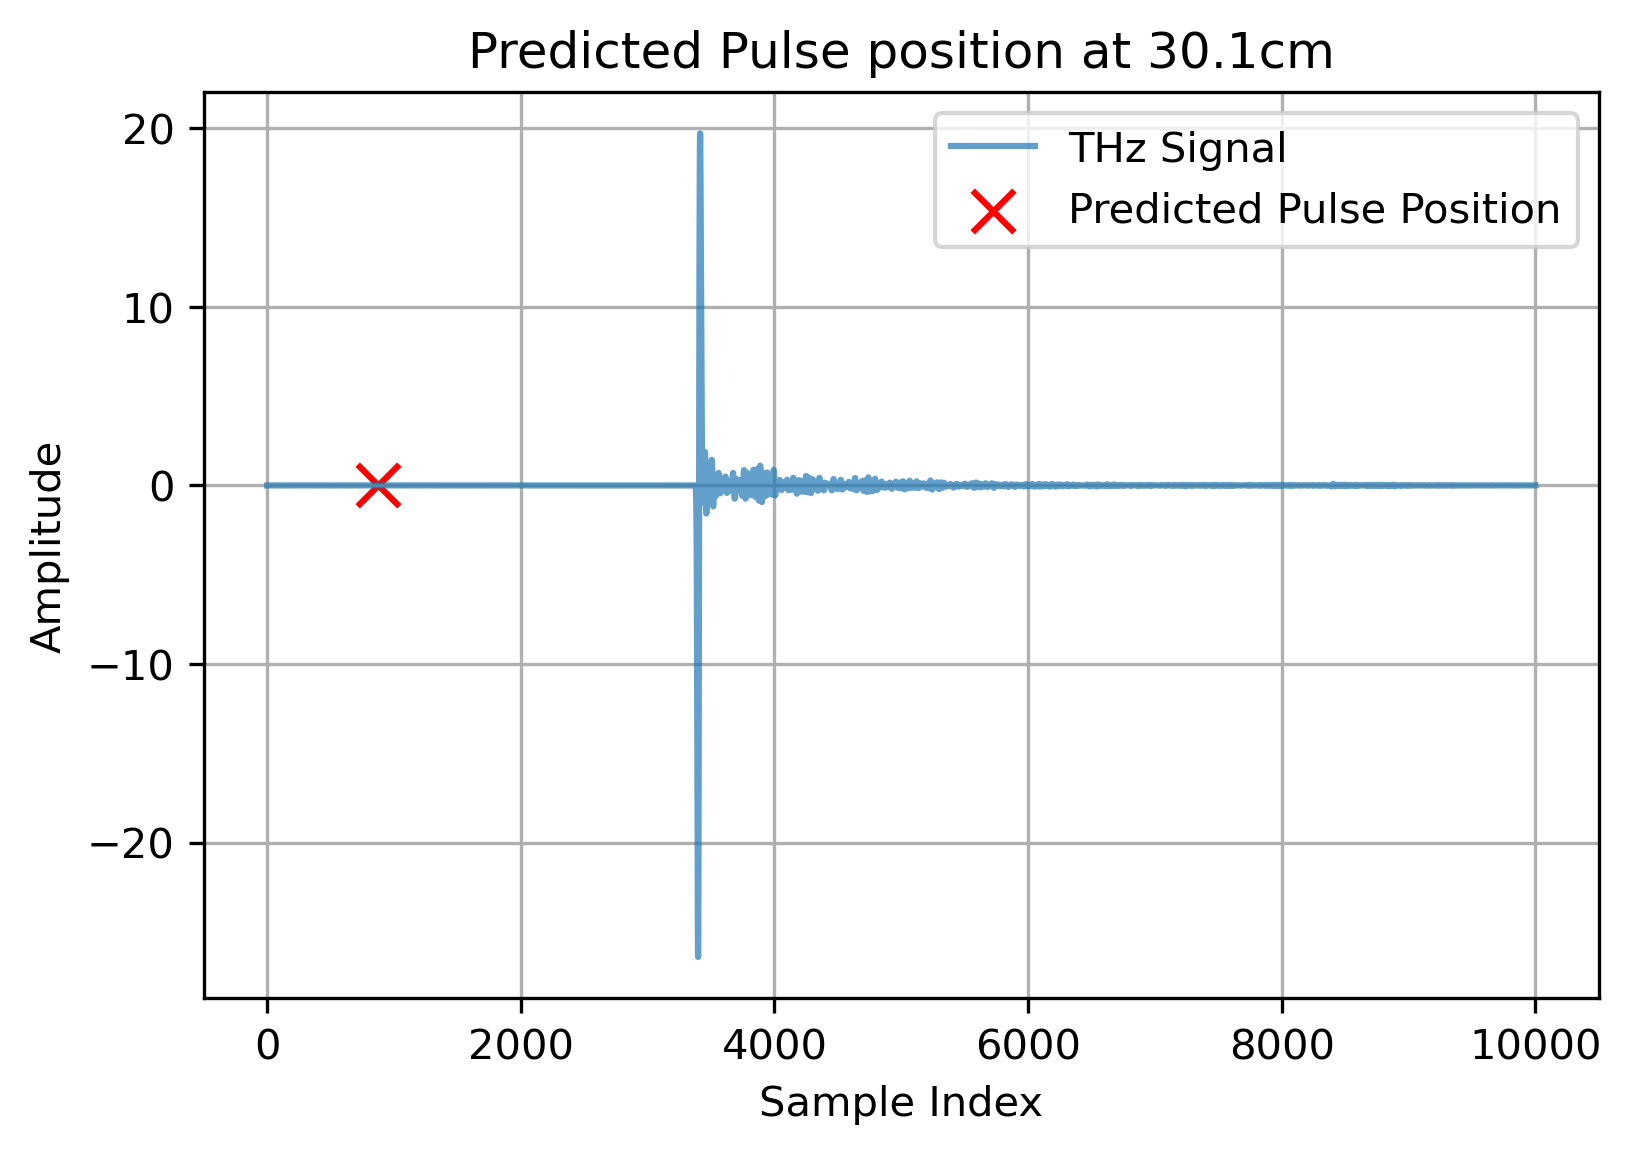 Predicted Pulse position at 30.1cm
THz Signal
Predicted Pulse Position
20
10
0
−10
−20
Amplitude
0 2000 4000 6000 8000 10000
Sample Index